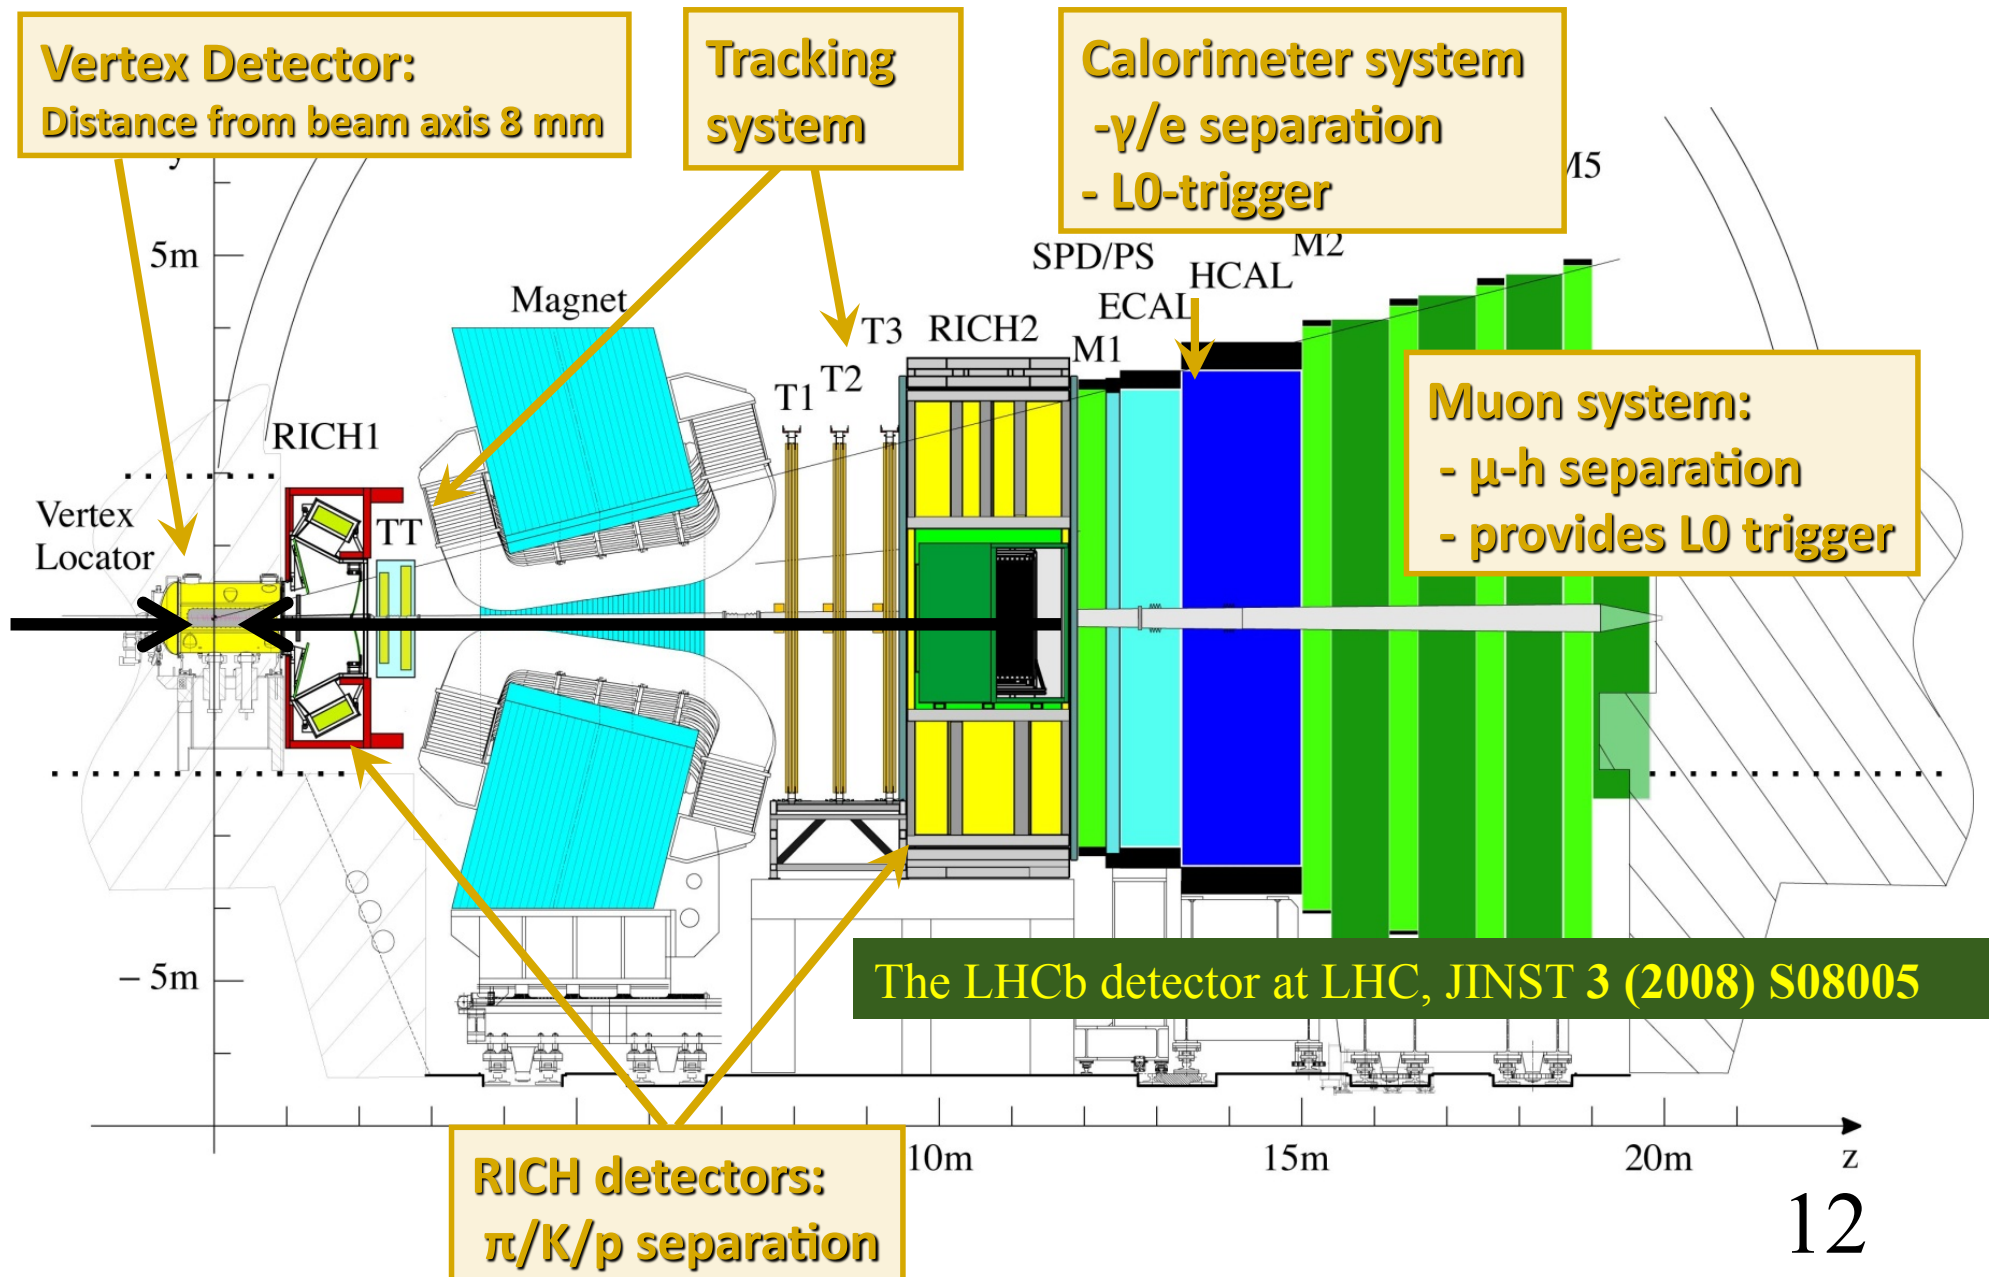 Vertex Detector:
Distance from beam axis 8 mm
Tracking
system
Calorimeter system
-γ/e separation
- L0-trigger
y
M5
5m
SPD/PS
M2
HCAL
ECAL
Magnet
T3
RICH2
M1
T2
T1
Muon system:
- μ-h separation
- provides L0 trigger
RICH1
Vertex
Locator
TT
The LHCb detector at LHC, JINST 3 (2008) S08005
– 5m
10m
15m
20m
z
RICH detectors:
π/K/p separation
12